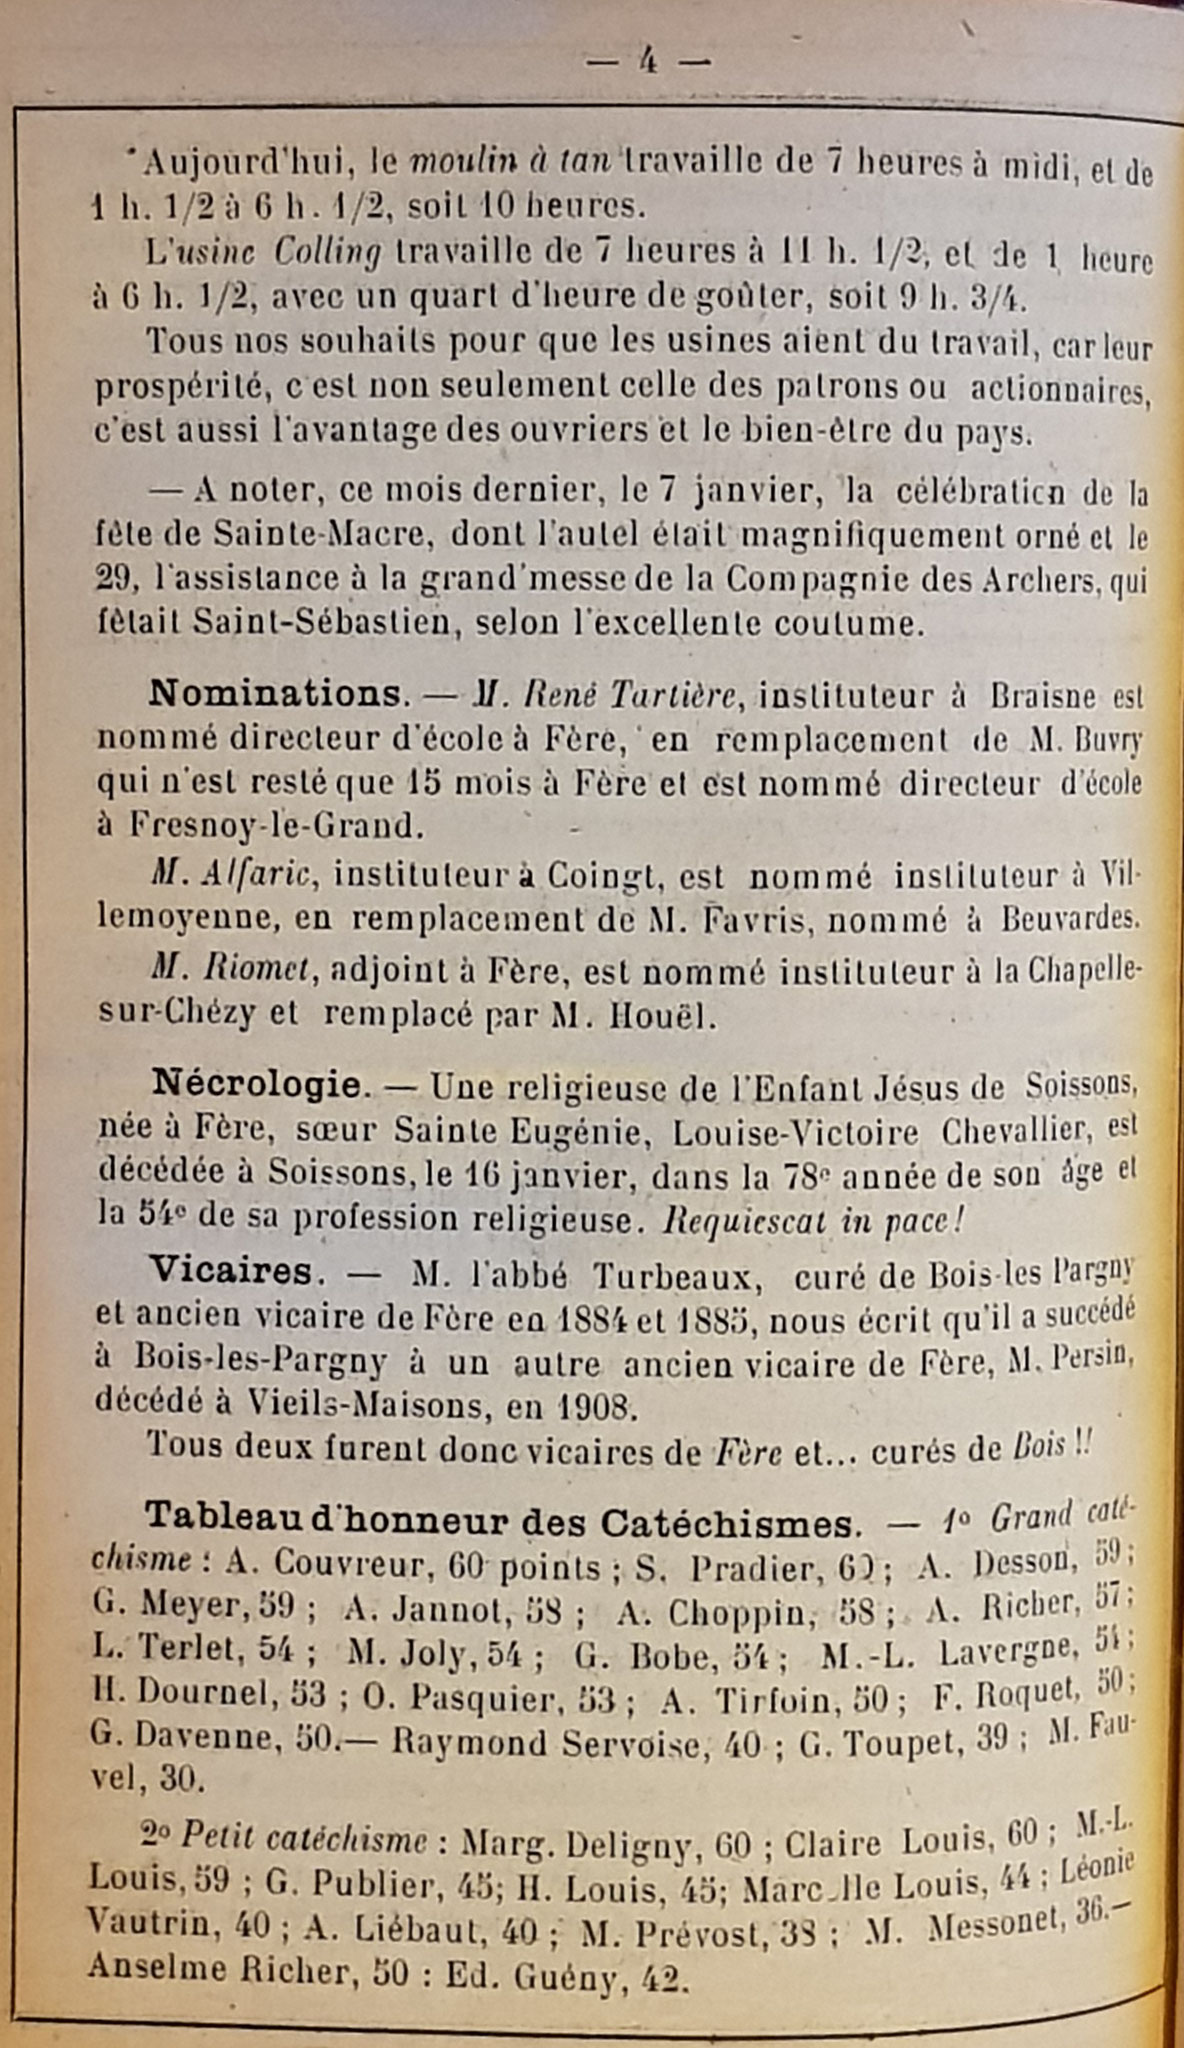 — 4 —
Aujourd'hui, le moulin à tan travaille de 7 heures à midi, et de
1 h. 1/2 à 6 h. 1/2, soit 10 heures.
L'usine Colling travaille de 7 heures à 11 h. 1/2, et de 1 heure
à 6 h. 1/2, avec un quart d'heure de goûter, soit 9 h. 3/4.
Tous nos souhaits pour que les usines aient du travail, car leur
prospérité, c'est non seulement celle des patrons ou actionnaires,
c'est aussi l'avantage des ouvriers et le bien-être du pays.
— A noter, ce mois dernier, le 7 janvier, la célébration de la
fête de Sainte-Macre, dont l'autel était magnifiquement orné et le
29, l'assistance à la grand'messe de la Compagnie des Archers, qui
fêtait Saint-Sébastien, selon l'excellente coutume.
Nominations. — M. René Tartière, instituteur à Braisne est
nommé directeur d'école à Fère, en remplacement de M. Buvry
qui n'est resté que 15 mois à Fère et est nommé directeur d'école
à Fresnoy-le-Grand.
M. Alfaric, instituteur à Coingt, est nommé instituteur à Vil-
lemoyenne, en remplacement de M. Favris, nommé à Beuvardes.
M. Riomet, adjoint à Fère, est nommé instituteur à la Chapelle-
sur-Chézy et remplacé par M. Houël.
Nécrologie. — Une religieuse de l'Enfant Jésus de Soissons,
née à Fère, sœur Sainte Eugénie, Louise-Victoire Chevallier, est
décédée à Soissons, le 16 janvier, dans la 78e année de son âge et
la 54e de sa profession religieuse. Requiescat in pace !
Vicaires. — M. l'abbé Turbeaux, curé de Bois-les Pargny
et ancien vicaire de Fère en 1884 et 1885, nous écrit qu'il a succédé
à Bois-les-Pargny à un autre ancien vicaire de Fère, M. Persin,
décédé à Vieils-Maisons, en 1908.
Tous deux furent donc vicaires de Fère et... curés de Bois !!
Tableau d'honneur des Catéchismes. — 1o Grand caté-
chisme : A. Couvreur, 60 points ; S. Pradier, 60 ; A. Desson, 59 ;
G. Meyer, 59 ; A. Jannot, 58 ; A. Choppin, 58 ; A. Richer, 57 ;
L. Terlet, 54 ; M. Joly, 54 ; G. Bobe, 54 ; M.-L. Lavergne, 54 ;
H. Dournel, 53 ; O. Pasquier, 53 ; A. Tirfoin, 50 ; F. Roquet, 50 ;
G. Davenne, 50.— Raymond Servoise, 40 ; G. Toupet, 39 ; M. Fau-
vel, 30.
2o Petit catéchisme : Marg. Deligny, 60 ; Claire Louis, 60 ; M.-L.
Louis, 59 ; G. Publier, 45; H. Louis, 45; Marcelle Louis, 44 ; Léonie
Vautrin, 40 ; A. Liébaut, 40 ; M. Prévost, 38 ; M. Messonet, 36.—
Anselme Richer, 50 : Ed. Guény, 42.